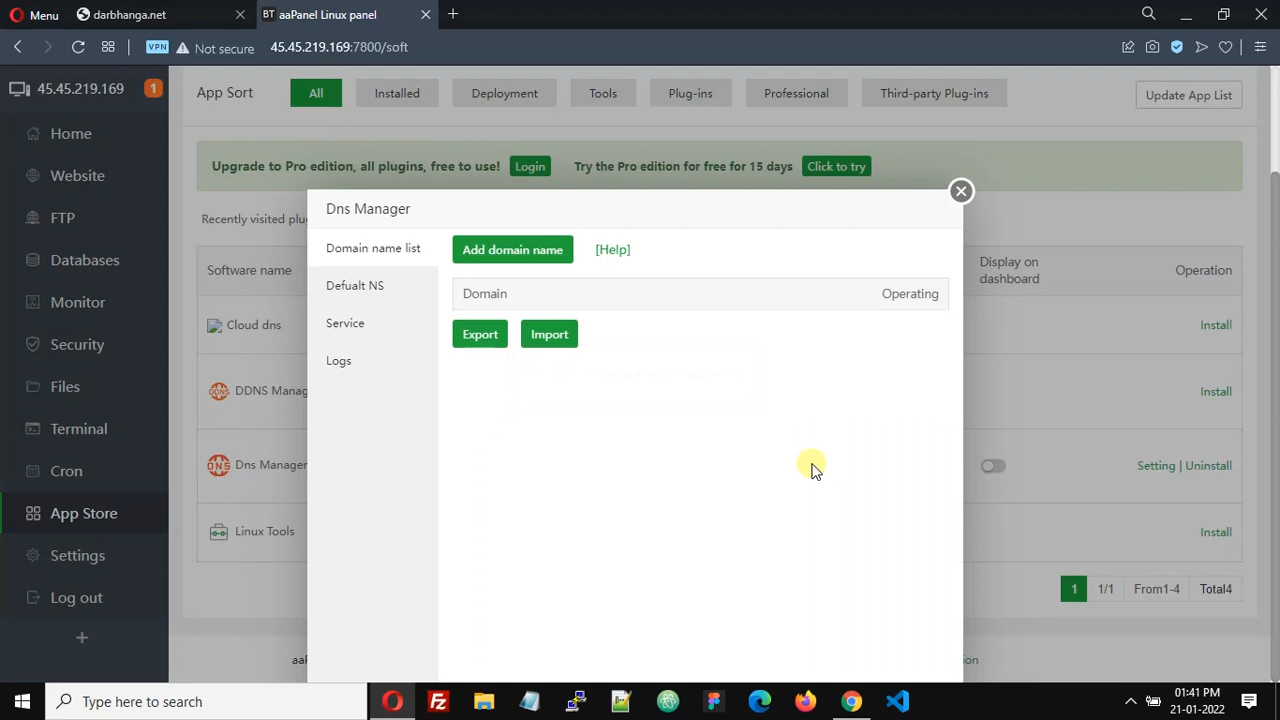 Menu
darbhanga.net
BT aaPanel Linux panel
VPN
Not secure
45.45.219.169:7800/soft
45.45.219.169
1
Home
Website
FTP
Databases
Monitor
Security
Files
Terminal
Cron
App Store
Settings
Log out
App Sort
All
Installed
Deployment
Tools
Plug-ins
Professional
Third-party Plug-ins
Update App List
Upgrade to Pro edition, all plugins, free to use! Login Try the Pro edition for free for 15 days Click to try
Recently visited
Software name
Display on
dashboard
Operation
Cloud dns
Install
DDNS
Install
Dns Manager
Setting | Uninstall
Linux Tools
Install
1 1/1 From1-4 Total4
Dns Manager
Domain name list
Defualt NS
Service
Logs
Add domain name
[Help]
Domain
Operating
Export
Import
Type here to search
01:41 PM
21-01-2022